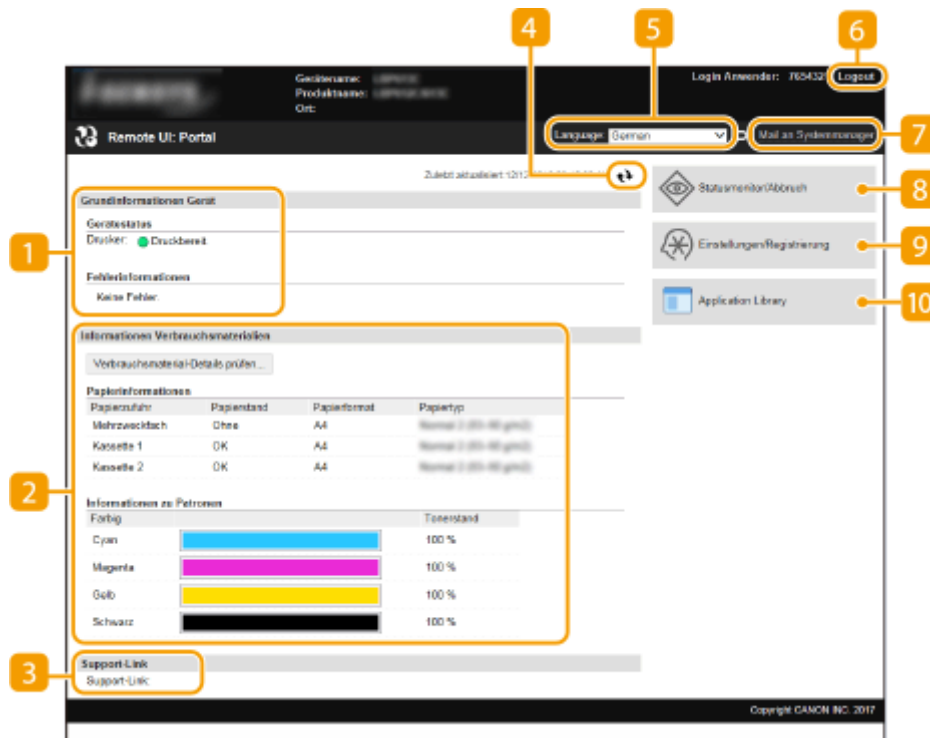 4 5 6
Gerätename:
Produktname:
Ort:
Login Anwender: 7654321 Logout
Remote UI: Portal
Language: German
Mail an Systemmanager 7
Zuletzt aktualisiert:
Grundinformationen Gerät
Gerätestatus
Drucker: Druckbereit.
1
Fehlerinformationen
Keine Fehler.
Statusmonitor/Abbruch 8
Einstellungen/Registrierung 9
Application Library 10
Informationen Verbrauchsmaterialien
Verbrauchsmaterial-Details prüfen...
Papierinformationen
Papierzufuhr Papierstand Papierformat Papiertyp
Mehrzweckfach Ohne A4
Kassette 1 OK A4
Kassette 2 OK A4
2
Informationen zu Patronen
Farbig Tonerstand
Cyan 100 %
Magenta 100 %
Gelb 100 %
Schwarz 100 %
3
Support-Link
Support-Link:
Copyright CANON INC. 2017